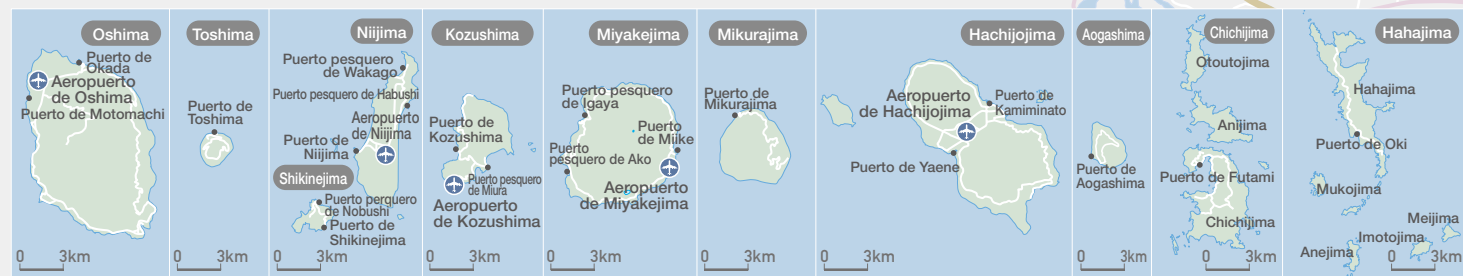 Oshima
Puerto de
Okada
Aeropuerto
de Oshima
Puerto de Motomachi
0 3km
Toshima
Puerto de
Toshima
0 3km
Niijima
Puerto pesquero
de Wakago
Puerto pesquero de Habushi
Aeropuerto
de Niijima
Puerto de
Niijima
Shikinejima
Puerto perquero
de Nobushi
Puerto de
Shikinejima
0 3km
Kozushima
Puerto de
Kozushima
Puerto pesquero
de Miura
Aeropuerto
de Kozushima
0 3km
Miyakejima
Puerto pesquero
de Igaya
Puerto
de Miike
Puerto
pesquero de Ako
Aeropuerto
de Miyakejima
0 3km
Mikurajima
Puerto de
Mikurajima
0 3km
Hachijojima
Aeropuerto
de Hachijojima
Puerto de
Kamiminato
Puerto de Yaene
0 3km
Aogashima
Puerto de
Aogashima
0 3km
Chichijima
Otoutojima
Anijima
Puerto de Futami
Chichijima
0 3km
Hahajima
Hahajima
Puerto de Oki
Mukojima
Meijima
Imotojima
Anejima
0 3km